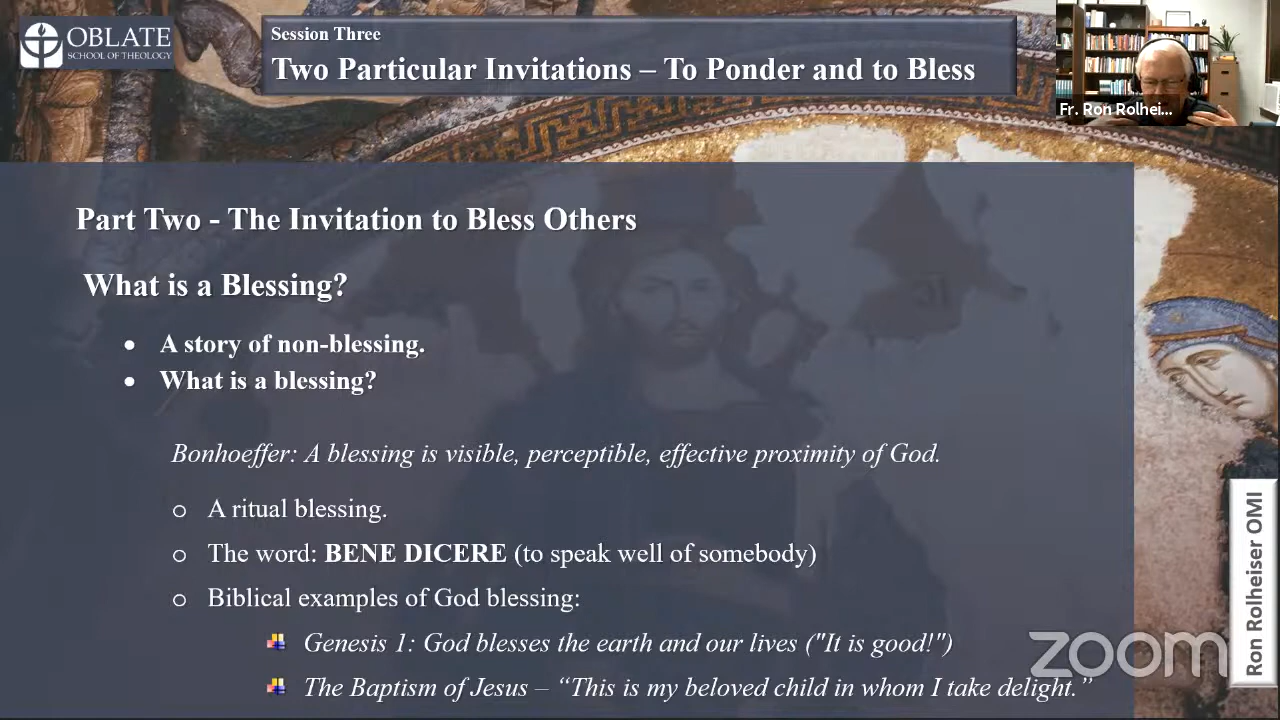 OBLATE
SCHOOL OF THEOLOGY
Session Three
Two Particular Invitations – To Ponder and to Bless
Fr. Ron Rolhei...
Part Two - The Invitation to Bless Others
What is a Blessing?
• A story of non-blessing.
• What is a blessing?
Bonhoeffer: A blessing is visible, perceptible, effective proximity of God.
o A ritual blessing.
o The word: BENE DICERE (to speak well of somebody)
o Biblical examples of God blessing:
Genesis 1: God blesses the earth and our lives ("It is good!")
The Baptism of Jesus – “This is my beloved child in whom I take delight.”
zoom
Ron Rolheiser OMI